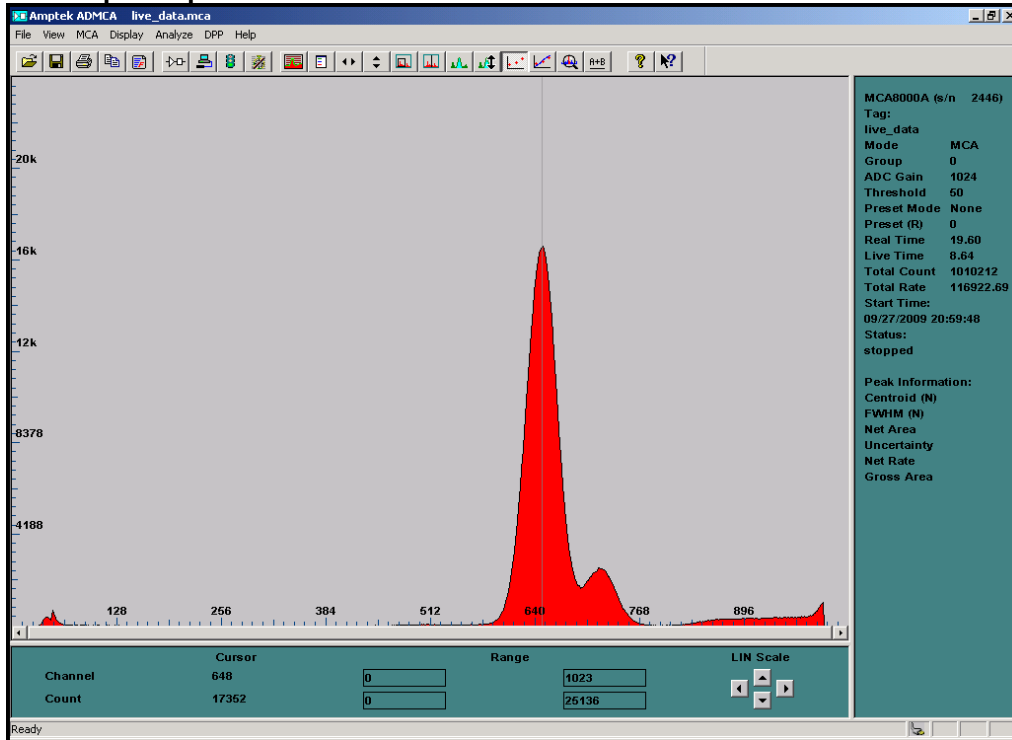 Amptek ADMCA live_data.mca
File View MCA Display Analyze DPP Help
A+B
20k
16k
12k
8378
4188
128 256 384 512 640 768 896
MCA8000A (s/n 2446)
Tag:
live_data
Mode MCA
Group 0
ADC Gain 1024
Threshold 50
Preset Mode None
Preset (R) 0
Real Time 19.60
Live Time 8.64
Total Count 1010212
Total Rate 116922.69
Start Time:
09/27/2009 20:59:48
Status:
stopped
Peak Information:
Centroid (N)
FWHM (N)
Net Area
Uncertainty
Net Rate
Gross Area
Cursor Range LIN Scale
Channel 648 0 1023
Count 17352 0 25136
Ready